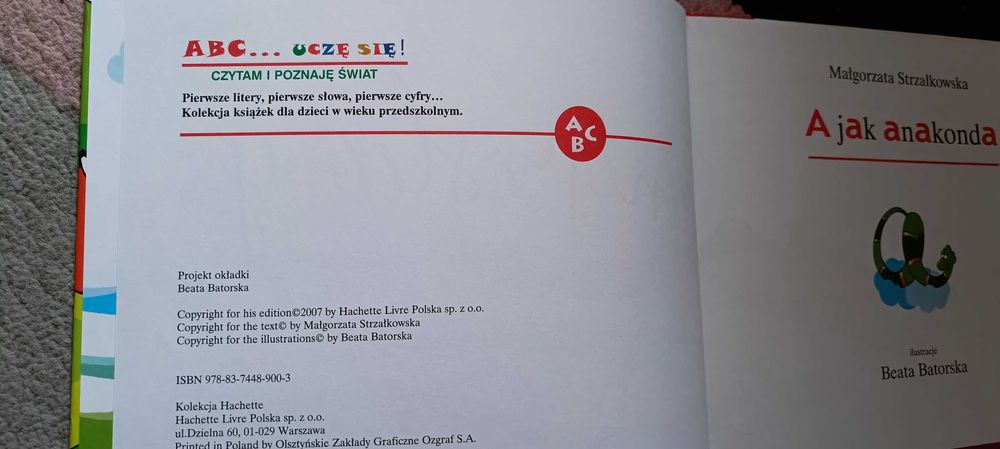 ABC... UCZĘ SIĘ!
CZYTAM I POZNAJĘ ŚWIAT
Pierwsze litery, pierwsze słowa, pierwsze cyfry...
Kolekcja książek dla dzieci w wieku przedszkolnym.
A
B
C
Projekt okładki
Beata Batorska
Copyright for his edition©2007 by Hachette Livre Polska sp. z o.o.
Copyright for the text© by Małgorzata Strzałkowska
Copyright for the illustrations© by Beata Batorska
ISBN 978-83-7448-900-3
Kolekcja Hachette
Hachette Livre Polska sp. z o.o.
ul.Dzielna 60, 01-029 Warszawa
Printed in Poland by Olsztyńskie Zakłady Graficzne Ozgraf S.A.
Małgorzata Strzałkowska
A jak anakonda
ilustracje
Beata Batorska